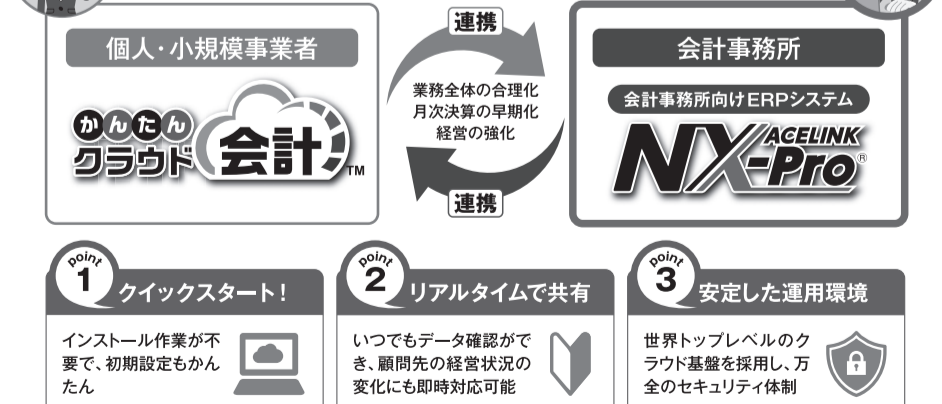 個人・小規模事業者
かんたん
クラウド会計™
連携
業務全体の合理化
月次決算の早期化
経営の強化
連携
会計事務所
会計事務所向けERPシステム
ACELINK
NX-Pro®
point
1
クイックスタート！
インストール作業が不
要で、初期設定もかん
たん
point
2
リアルタイムで共有
いつでもデータ確認がで
き、顧問先の経営状況の
変化にも即時対応可能
point
3
安定した運用環境
世界トップレベルのク
ラウド基盤を採用し、万
全のセキュリティ体制